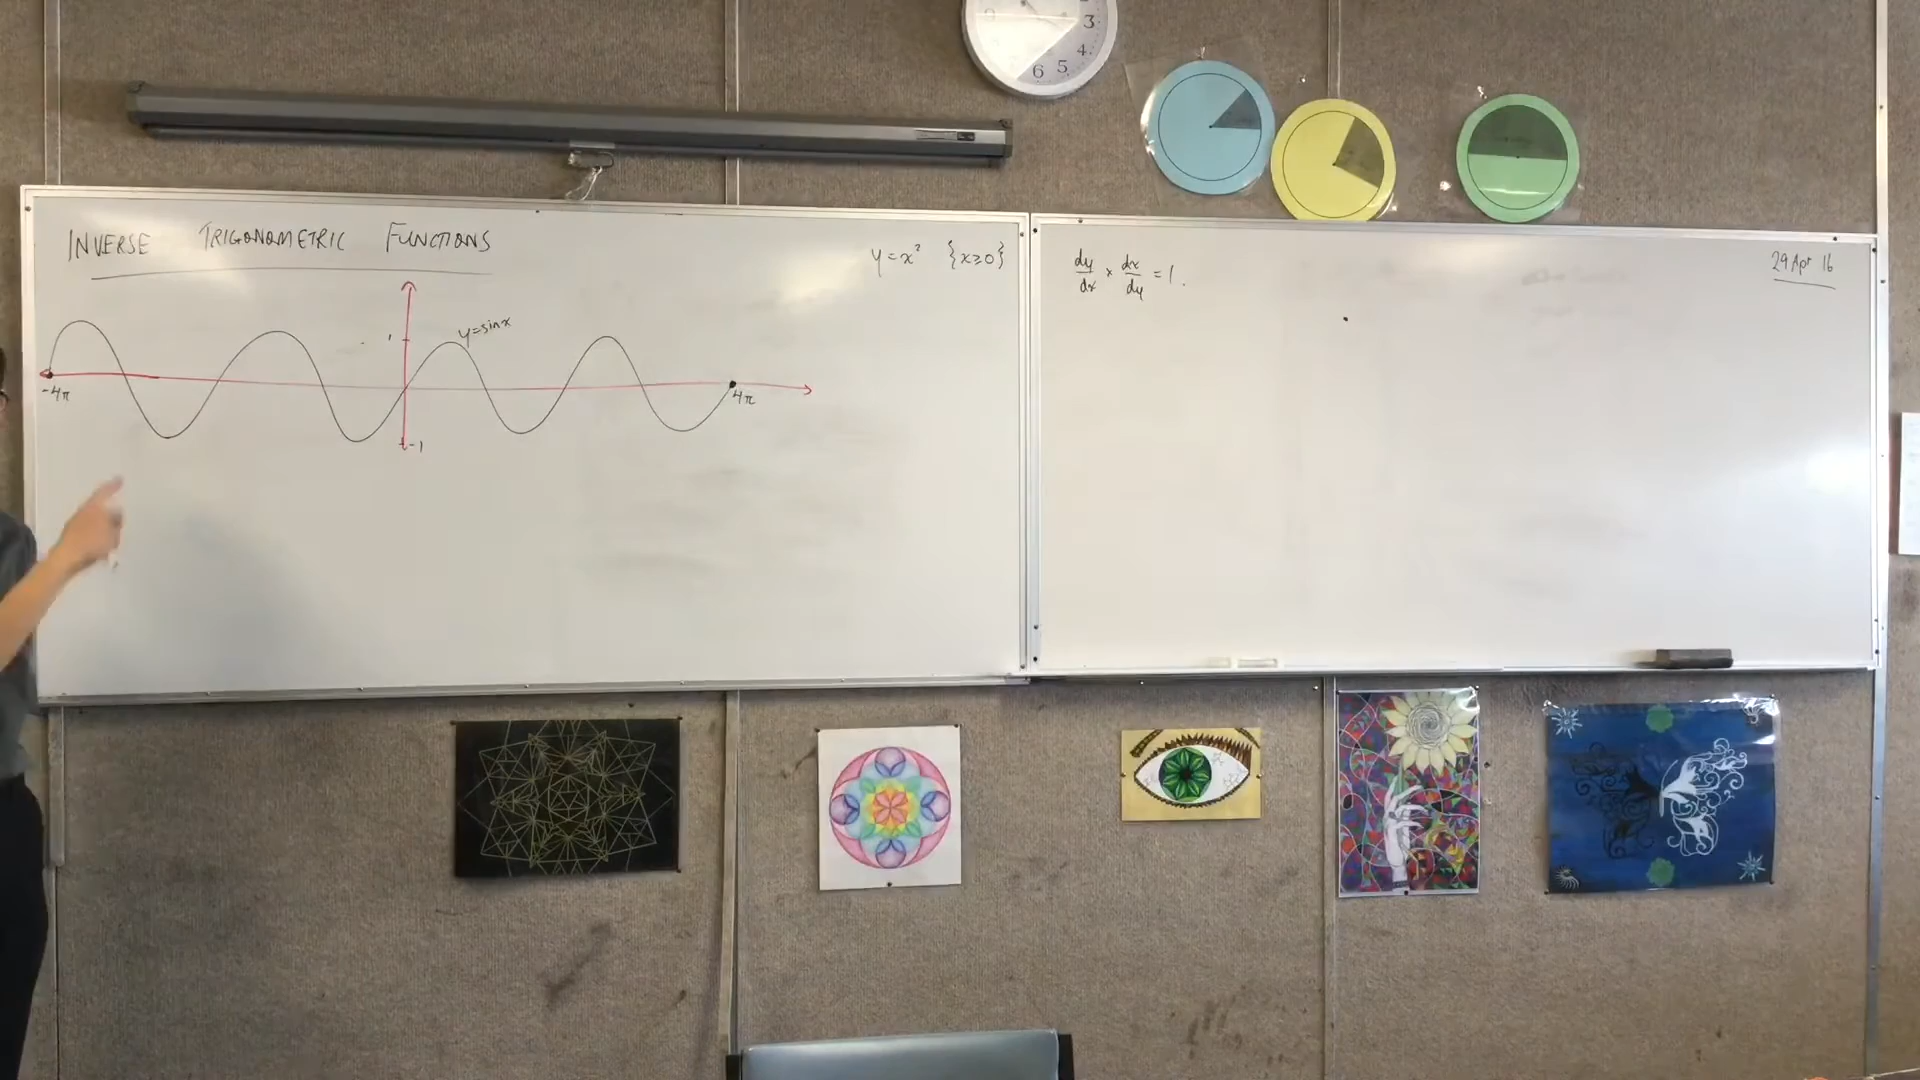 INVERSE TRIGONOMETRIC FUNCTIONS
y=x² {x≥0}
y=sinx
1
-4π
4π
-1
dy/dx × dx/dy = 1.
29 Apr 16
3
4
5
6